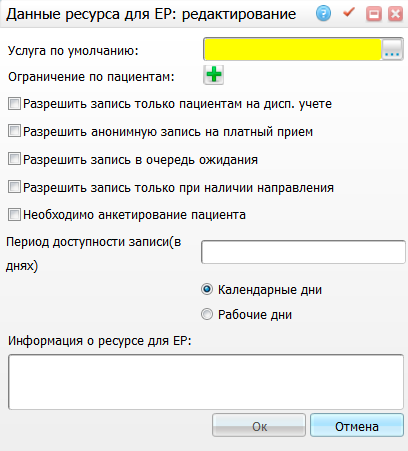 Данные ресурса для ЕР: редактирование
Услуга по умолчанию:
...
Ограничение по пациентам:
Разрешить запись только пациентам на дисп. учете
Разрешить анонимную запись на платный прием
Разрешить запись в очередь ожидания
Разрешить запись только при наличии направления
Необходимо анкетирование пациента
Период доступности записи(в
днях)
Календарные дни
Рабочие дни
Информация о ресурсе для ЕР:
Ок Отмена